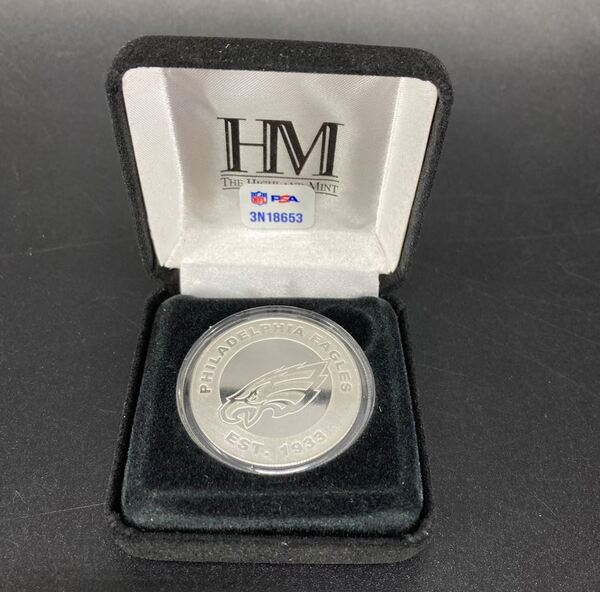 HM
THE HIGHLAND MINT
NFL PSA
3N18653
PHILADELPHIA EAGLES
EST. 1933